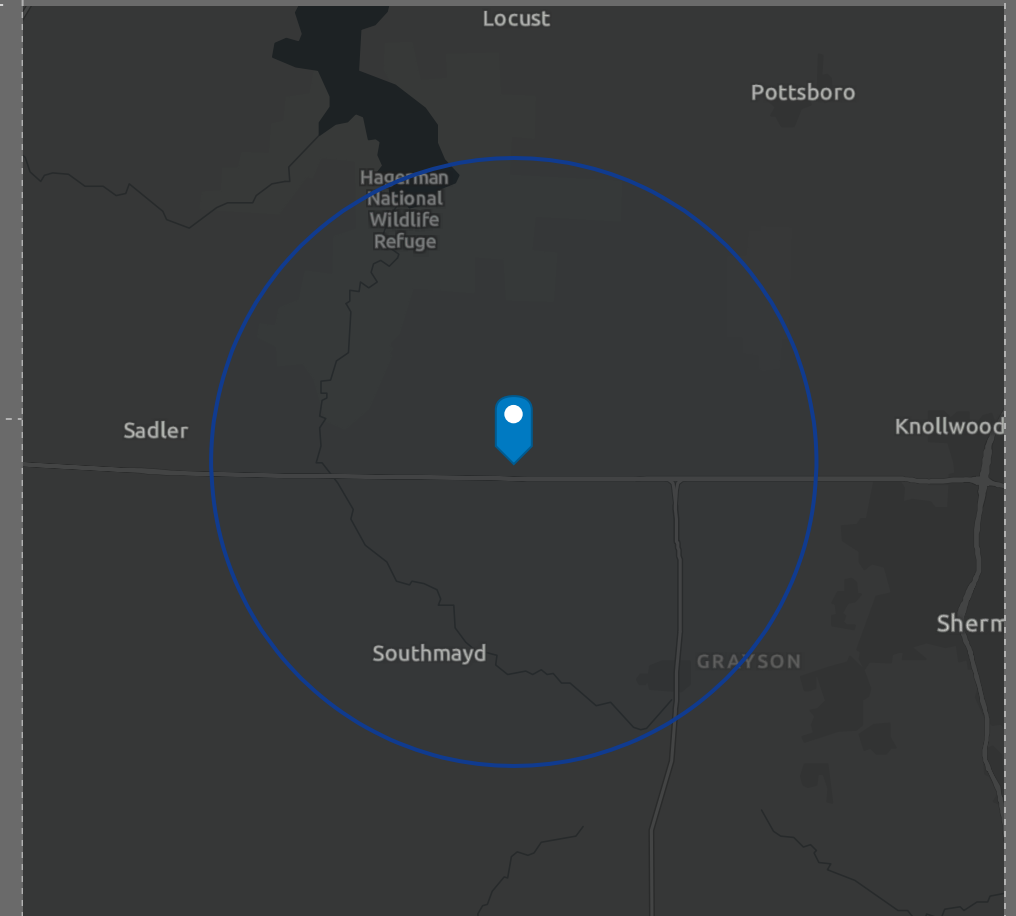 Locust
Pottsboro
Hagerman
National
Wildlife
Refuge
Sadler
Knollwood
Sherm
Southmayd
GRAYSON